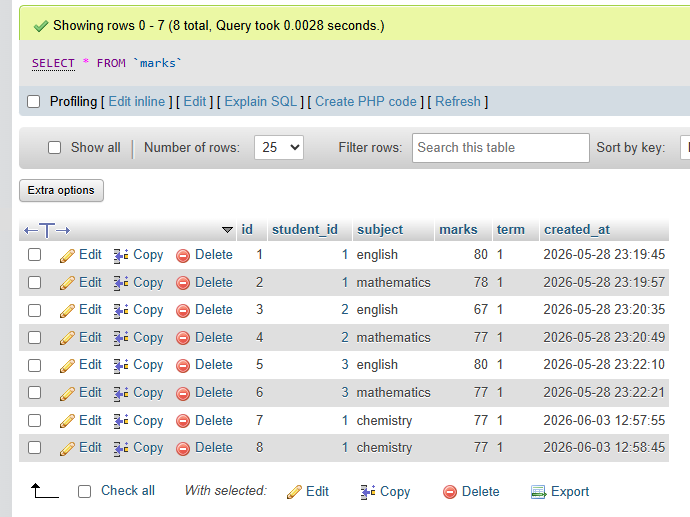 Showing rows 0 - 7 (8 total, Query took 0.0028 seconds.)
SELECT * FROM `marks`
Profiling [ Edit inline ] [ Edit ] [ Explain SQL ] [ Create PHP code ] [ Refresh ]
Show all Number of rows: 25 Filter rows: Search this table Sort by key:
Extra options
id student_id subject marks term created_at
Edit Copy Delete 1 1 english 80 1 2026-05-28 23:19:45
Edit Copy Delete 2 1 mathematics 78 1 2026-05-28 23:19:57
Edit Copy Delete 3 2 english 67 1 2026-05-28 23:20:35
Edit Copy Delete 4 2 mathematics 77 1 2026-05-28 23:20:49
Edit Copy Delete 5 3 english 80 1 2026-05-28 23:22:10
Edit Copy Delete 6 3 mathematics 77 1 2026-05-28 23:22:21
Edit Copy Delete 7 1 chemistry 77 1 2026-06-03 12:57:55
Edit Copy Delete 8 1 chemistry 77 1 2026-06-03 12:58:45
Check all With selected: Edit Copy Delete Export